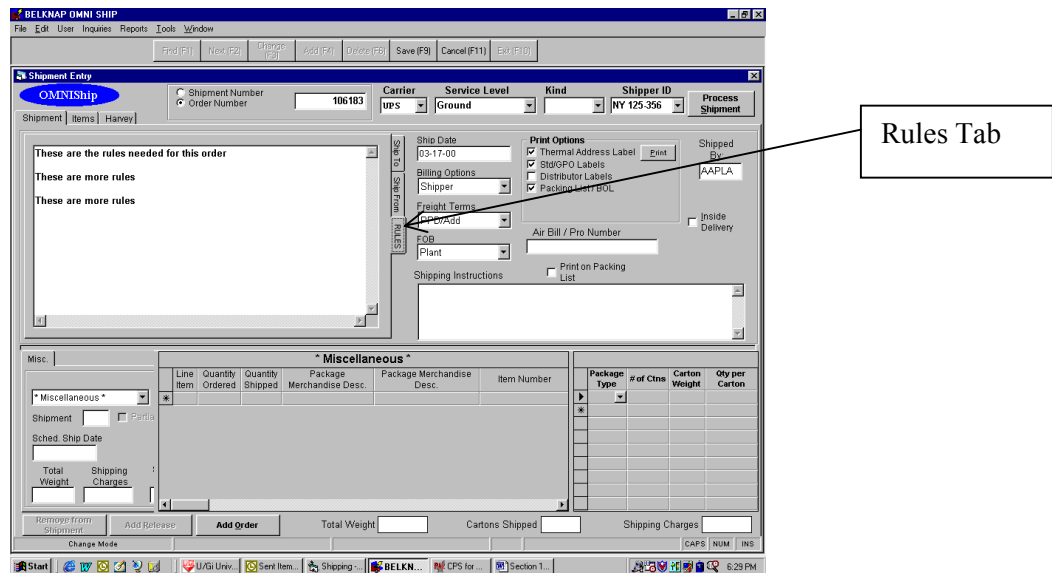 BELKNAP OMNI SHIP
File Edit User Inquiries Reports Tools Window
Find (F1) Next (F2) Change (F3) Add (F4) Delete (F8) Save (F9) Cancel (F11) Exit (F10)
Shipment Entry
OMNIShip
Shipment Number
Order Number
106183
Carrier Service Level Kind Shipper ID
UPS Ground NY 125-356
Process Shipment
Shipment Items Harvey
Rules Tab
These are the rules needed for this order
These are more rules
These are more rules
Ship To
Ship From
RULES
Ship Date
03-17-00
Billing Options
Shipper
Freight Terms
PPD/Add
FOB
Plant
Print Options
Thermal Address Label Print
Std/GPO Labels
Distributor Labels
Packing List / BOL
Shipped By:
AAPLA
Inside Delivery
Air Bill / Pro Number
Print on Packing List
Shipping Instructions
Misc.
* Miscellaneous *
Shipment Partia
Sched. Ship Date
Total Weight Shipping Charges
* Miscellaneous *
Line Item Quantity Ordered Quantity Shipped Package Merchandise Desc. Package Merchandise Desc. Item Number
Package Type # of Ctns Carton Weight Qty per Carton
Remove from Shipment Add Release Add Order Total Weight Cartons Shipped Shipping Charges
Change Mode CAPS NUM INS
Start U/Gi Univ... Sent Item... Shipping -... BELKN... CPS for ... Section 1... 6:29 PM